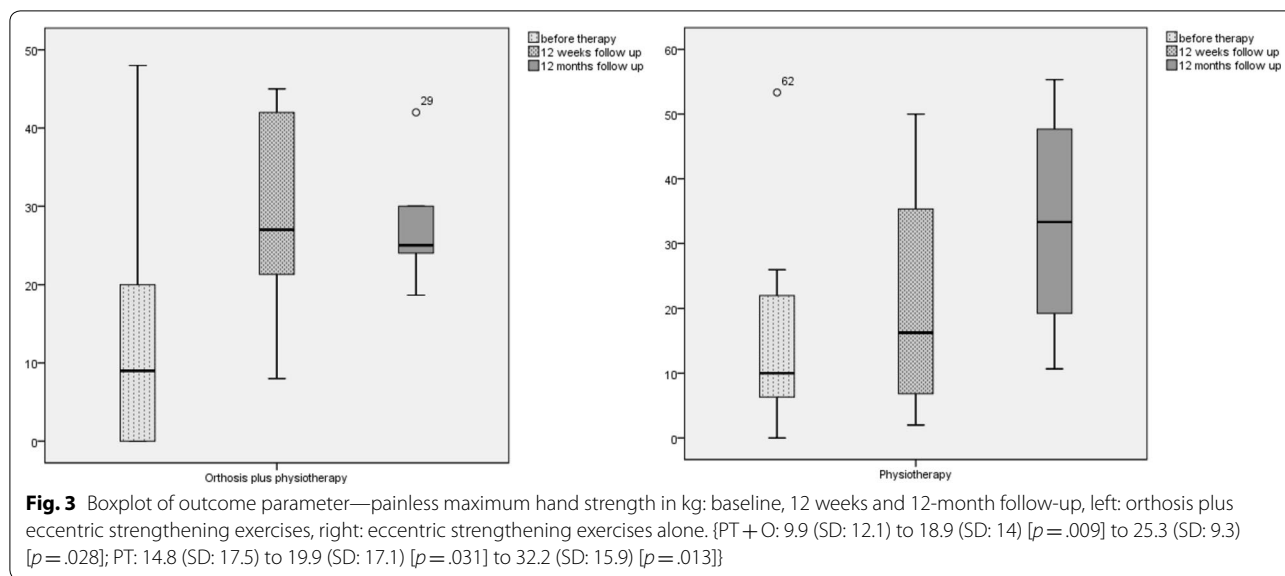 50
40
30
20
10
0
29
Orthosis plus physiotherapy
before therapy
12 weeks follow up
12 months follow up
60
50
40
30
20
10
0
62
Physiotherapy
before therapy
12 weeks follow up
12 months follow up
Fig. 3 Boxplot of outcome parameter—painless maximum hand strength in kg: baseline, 12 weeks and 12-month follow-up, left: orthosis plus
eccentric strengthening exercises, right: eccentric strengthening exercises alone. {PT + O: 9.9 (SD: 12.1) to 18.9 (SD: 14) [p = .009] to 25.3 (SD: 9.3)
[p = .028]; PT: 14.8 (SD: 17.5) to 19.9 (SD: 17.1) [p = .031] to 32.2 (SD: 15.9) [p = .013]}